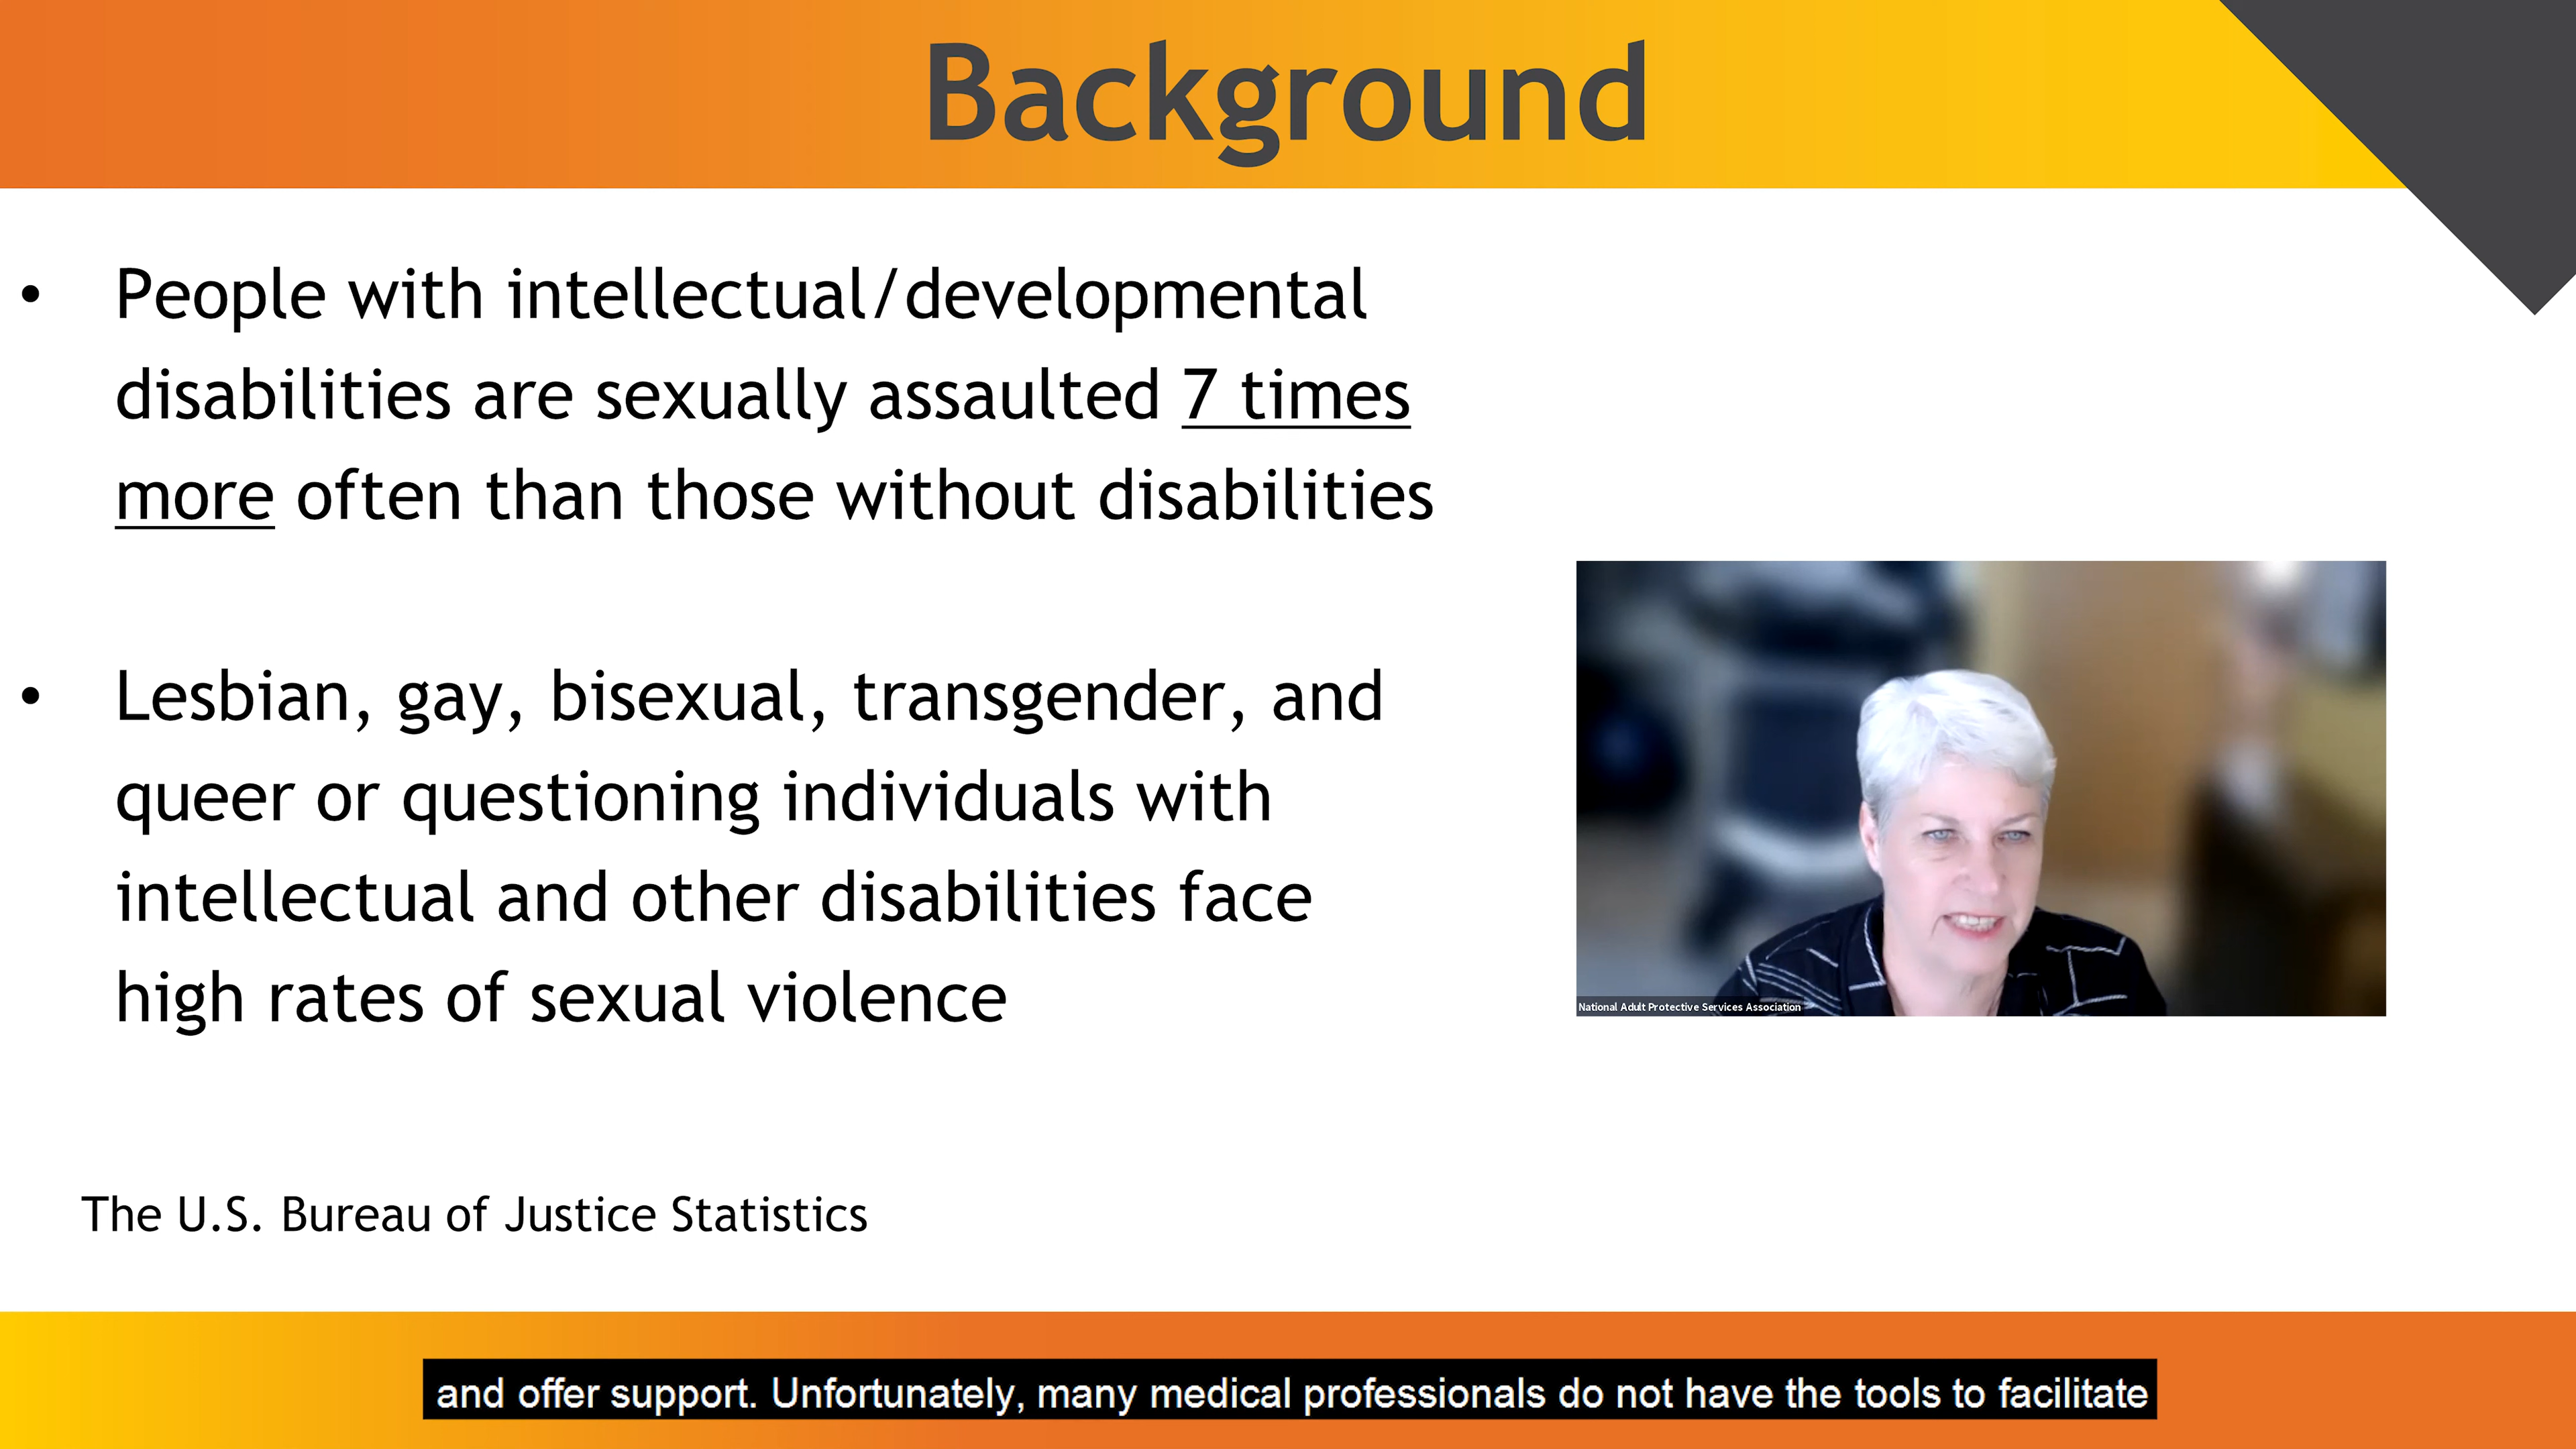 Background
• People with intellectual/developmental
disabilities are sexually assaulted 7 times
more often than those without disabilities
• Lesbian, gay, bisexual, transgender, and
queer or questioning individuals with
intellectual and other disabilities face
high rates of sexual violence
National Adult Protective Services Association
The U.S. Bureau of Justice Statistics
and offer support. Unfortunately, many medical professionals do not have the tools to facilitate